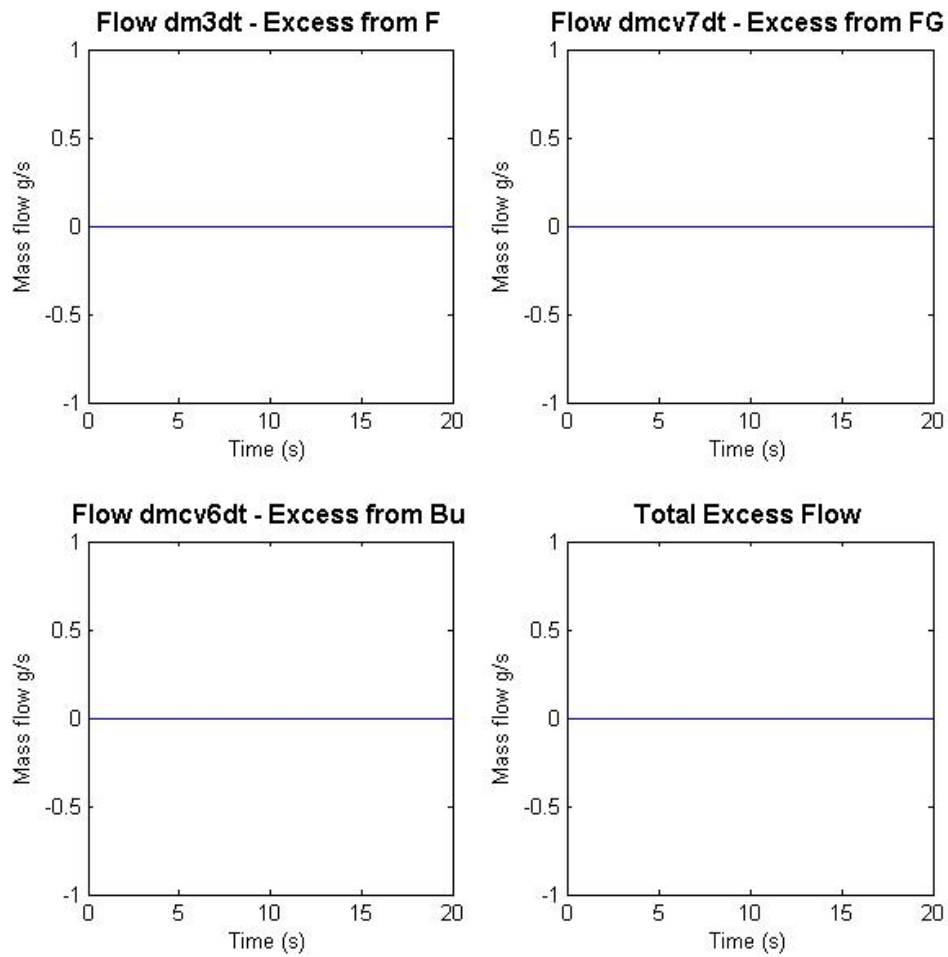 Flow dm3dt - Excess from F
1
0.5
0
-0.5
-1
Mass flow g/s
0 5 10 15 20
Time (s)
Flow dmcv7dt - Excess from FG
1
0.5
0
-0.5
-1
Mass flow g/s
0 5 10 15 20
Time (s)
Flow dmcv6dt - Excess from Bu
1
0.5
0
-0.5
-1
Mass flow g/s
0 5 10 15 20
Time (s)
Total Excess Flow
1
0.5
0
-0.5
-1
Mass flow g/s
0 5 10 15 20
Time (s)